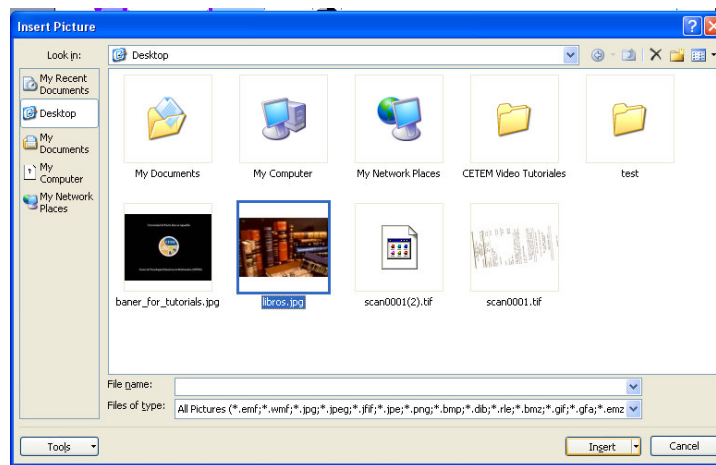 Insert Picture
Look in:
Desktop
My Recent
Documents
Desktop
My
Documents
My
Computer
My Network
Places
My Documents
My Computer
My Network Places
CETEM Video Tutoriales
test
baner_for_tutorials.jpg
libros.jpg
scan0001(2).tif
scan0001.tif
File name:
Files of type:
All Pictures (*.emf;*.wmf;*.jpg;*.jpeg;*.jfif;*.jpe;*.png;*.bmp;*.dib;*.rle;*.bmz;*.gif;*.gfa;*.emz
Tools
Insert
Cancel